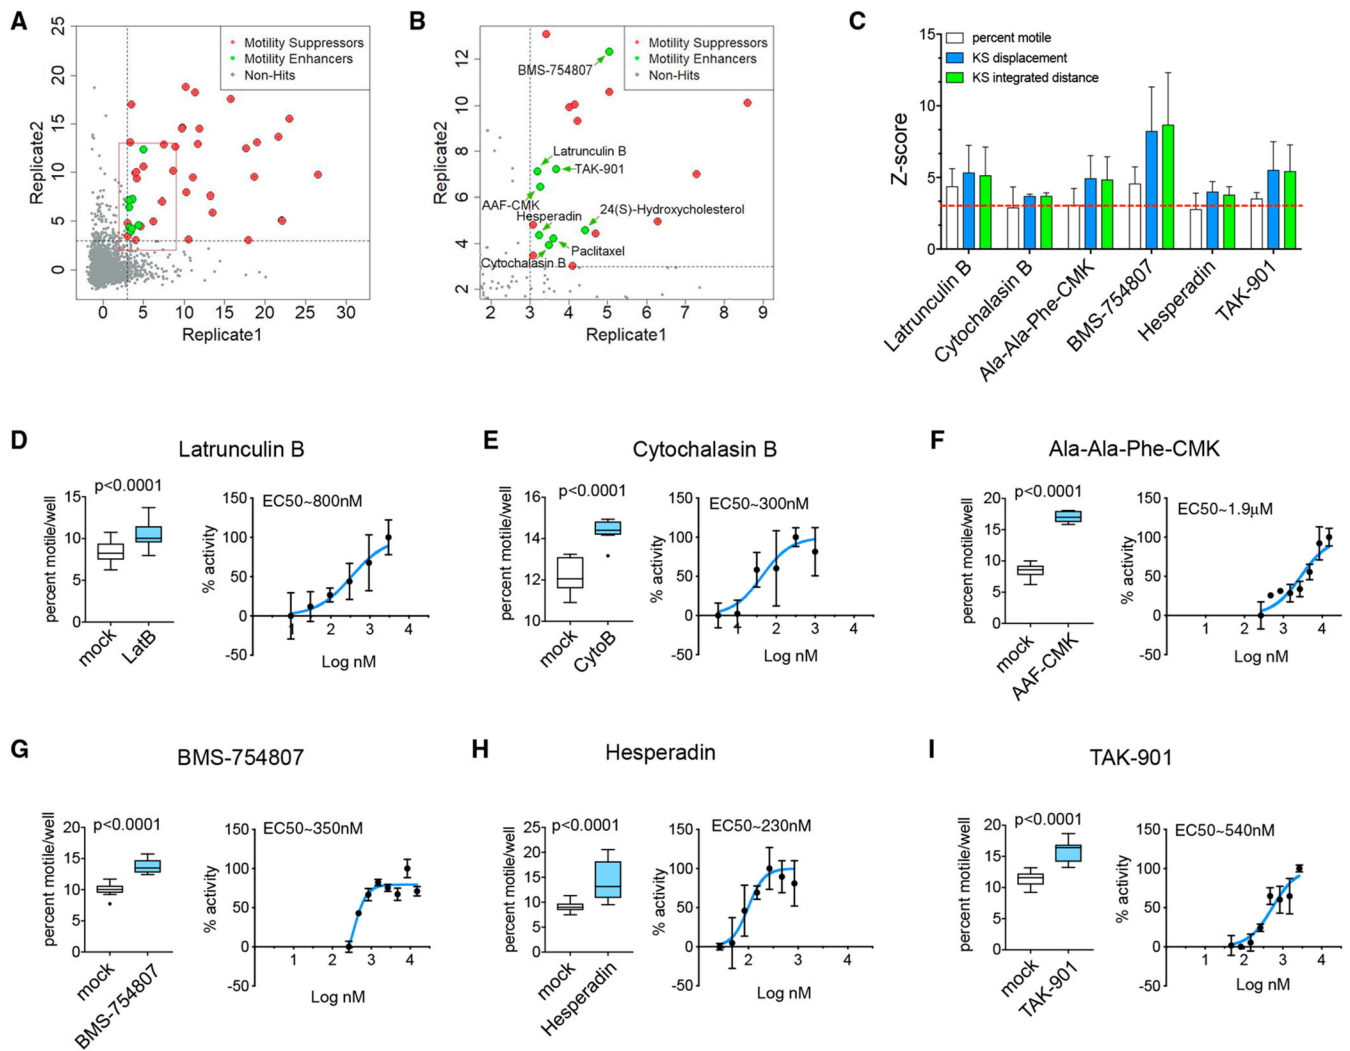 A
25
20
15
10
5
0
Replicate2
0 5 10 15 20 25 30
Replicate1
Motility Suppressors
Motility Enhancers
Non-Hits
B
12
10
8
6
4
2
Replicate2
2 3 4 5 6 7 8 9
Replicate1
Motility Suppressors
Motility Enhancers
Non-Hits
BMS-754807
Latrunculin B
TAK-901
AAF-CMK
Hesperadin
24(S)-Hydroxycholesterol
Paclitaxel
Cytochalasin B
C
15
10
5
0
Z-score
percent motile
KS displacement
KS integrated distance
Latrunculin B
Cytochalasin B
Ala-Ala-Phe-CMK
BMS-754807
Hesperadin
TAK-901
D
Latrunculin B
percent motile/well
15
10
5
0
p<0.0001
mock
LatB
% activity
150
100
50
0
-50
EC50~800nM
1 2 3 4
Log nM
E
Cytochalasin B
percent motile/well
16
14
12
10
p<0.0001
mock
CytoB
% activity
150
100
50
0
-50
EC50~300nM
1 2 3 4
Log nM
F
Ala-Ala-Phe-CMK
percent motile/well
20
15
10
5
0
p<0.0001
mock
AAF-CMK
% activity
150
100
50
0
-50
EC50~1.9μM
1 2 3 4
Log nM
G
BMS-754807
percent motile/well
20
15
10
5
0
p<0.0001
mock
BMS-754807
% activity
150
100
50
0
-50
EC50~350nM
1 2 3 4
Log nM
H
Hesperadin
percent motile/well
25
20
15
10
5
0
p<0.0001
mock
Hesperadin
% activity
150
100
50
0
-50
EC50~230nM
1 2 3 4
Log nM
I
TAK-901
percent motile/well
20
15
10
5
0
p<0.0001
mock
TAK-901
% activity
150
100
50
0
-50
EC50~540nM
1 2 3 4
Log nM